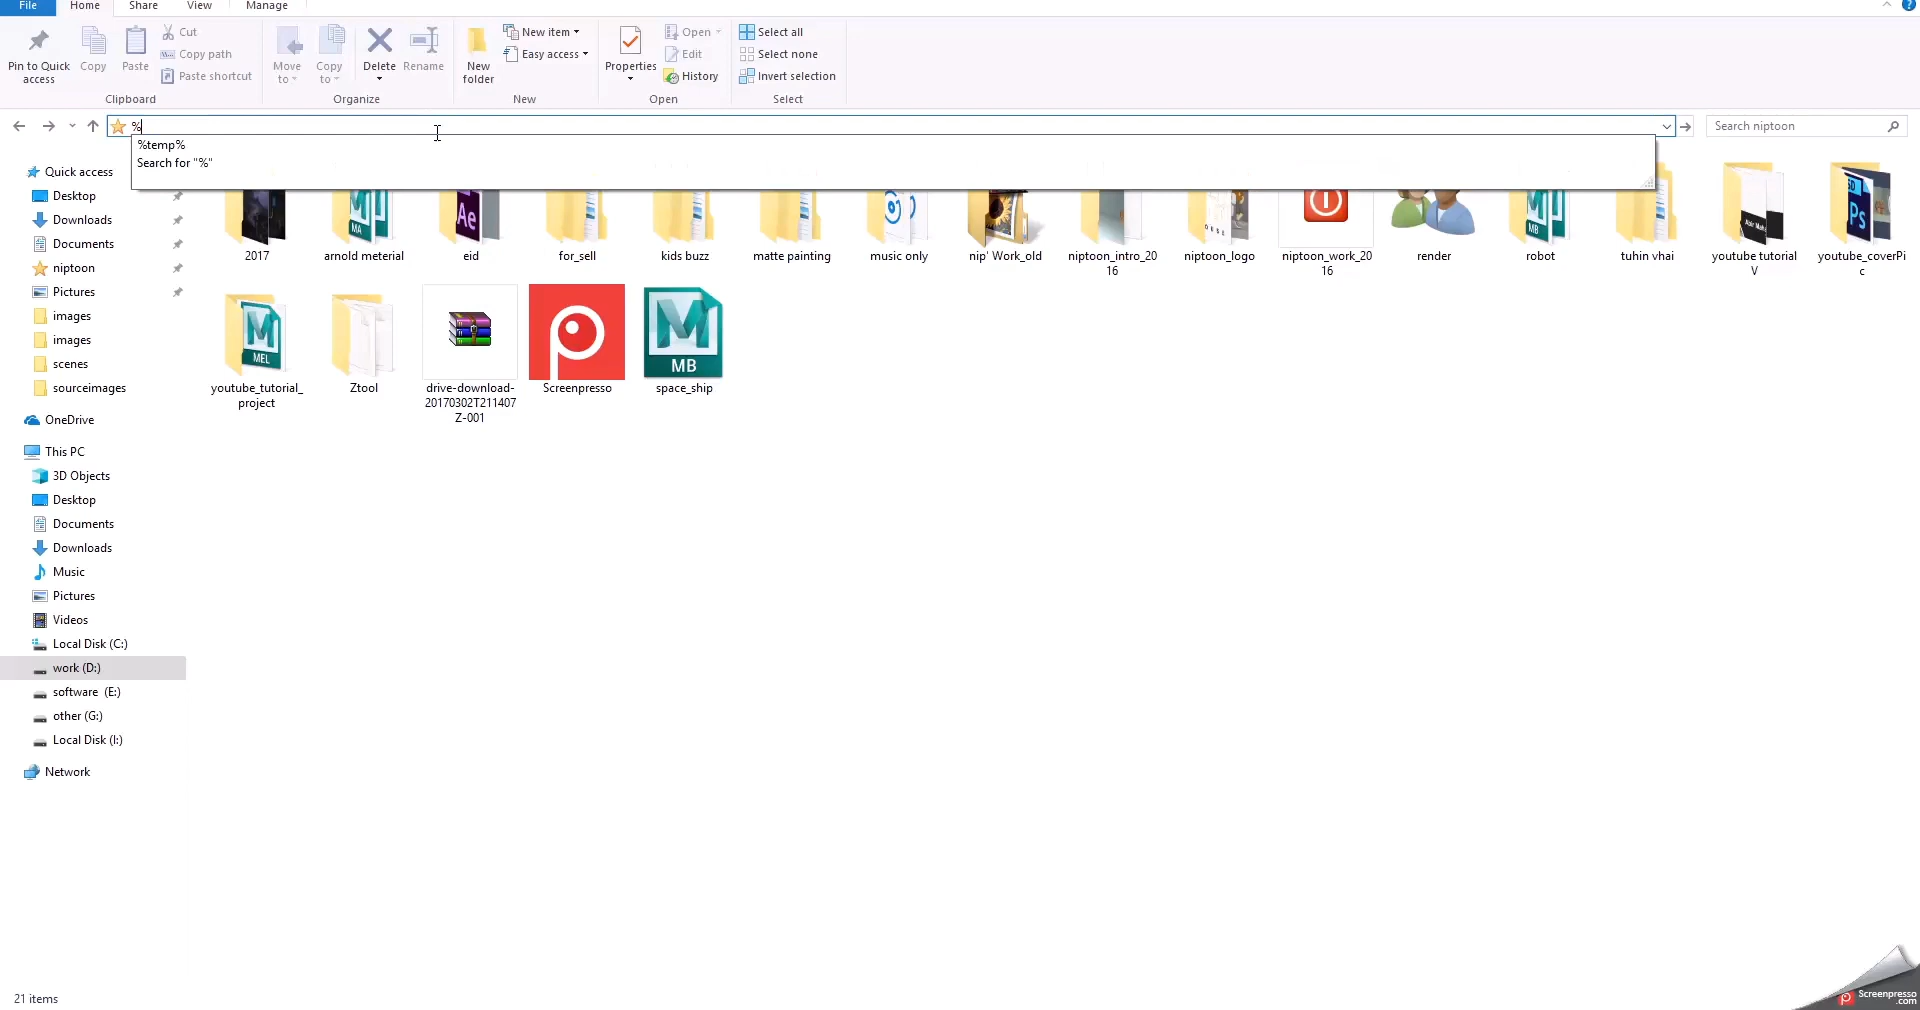 File
Home
Share
View
Manage
Pin to Quick
access
Copy
Paste
Cut
Copy path
Paste shortcut
Clipboard
Move
to
Copy
to
Delete
Rename
Organize
New
folder
New item
Easy access
New
Properties
Open
Edit
History
Open
Select all
Select none
Invert selection
Select
%
Search niptoon
%temp%
Search for "%"
Quick access
Desktop
Downloads
Documents
niptoon
Pictures
images
images
scenes
sourceimages
OneDrive
This PC
3D Objects
Desktop
Documents
Downloads
Music
Pictures
Videos
Local Disk (C:)
work (D:)
software (E:)
other (G:)
Local Disk (I:)
Network
MA
Ae
MB
Ps
2017
arnold meterial
eid
for_sell
kids buzz
matte painting
music only
nip' Work_old
niptoon_intro_20
16
niptoon_logo
niptoon_work_20
16
render
robot
tuhin vhai
youtube tutorial
V
youtube_coverPi
c
MEL
MB
youtube_tutorial_
project
Ztool
drive-download-
20170302T211407
Z-001
Screenpresso
space_ship
21 items
Screenpresso
.com